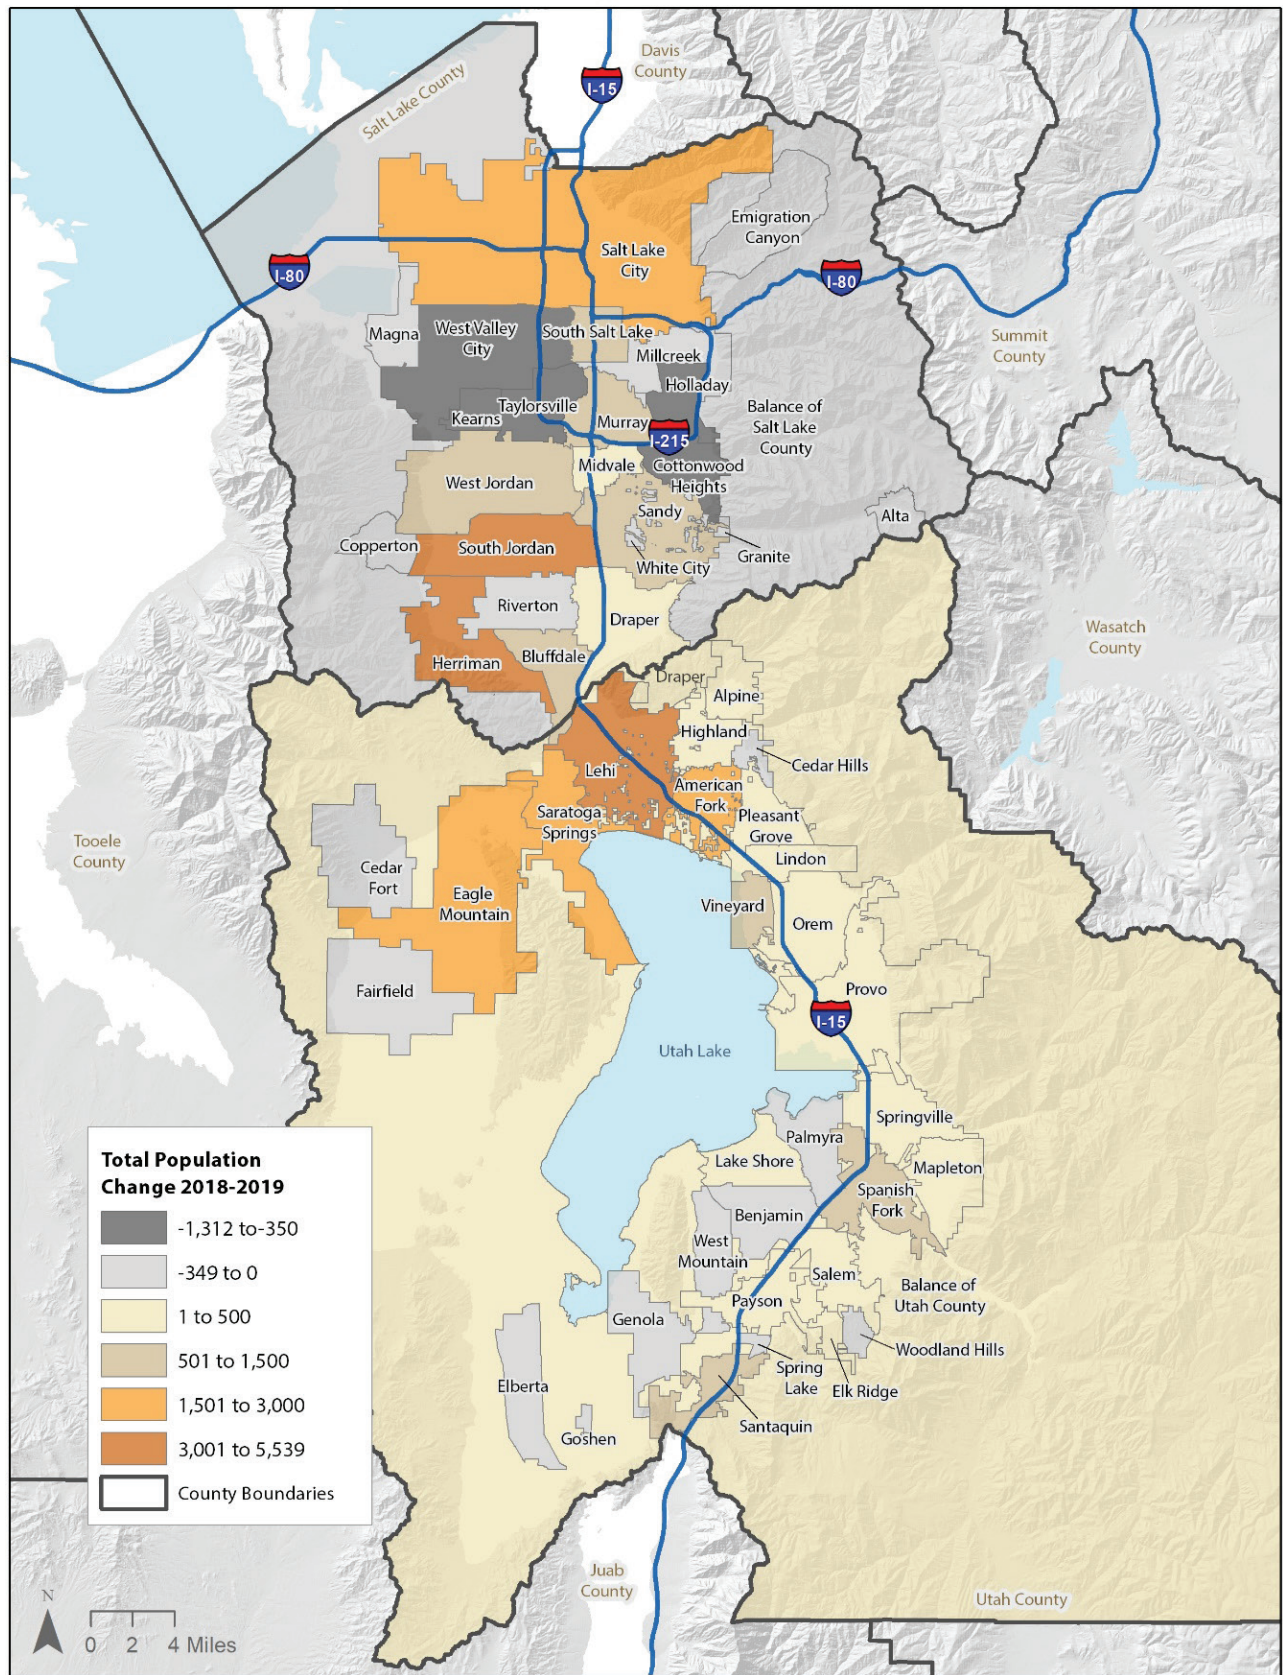 Davis
County
I-15
Salt Lake County
Emigration
Canyon
Salt Lake
City
I-80
I-80
Magna
West Valley
City
South Salt Lake
Millcreek
Summit
County
Holladay
Taylorsville
Kearns
Murray
Balance of
Salt Lake
County
I-215
Midvale
Cottonwood
Heights
West Jordan
Sandy
Alta
Copperton
South Jordan
White City
Granite
Riverton
Draper
Wasatch
County
Herriman
Bluffdale
Draper
Alpine
Highland
Cedar Hills
Lehi
American
Fork
Saratoga
Springs
Pleasant
Grove
Tooele
County
Lindon
Cedar
Fort
Eagle
Mountain
Vineyard
Orem
Fairfield
Provo
I-15
Utah Lake
Springville
Palmyra
Lake Shore
Mapleton
Spanish
Fork
Benjamin
West
Mountain
Salem
Balance of
Utah County
Payson
Genola
Woodland Hills
Spring
Lake
Elk Ridge
Elberta
Santaquin
Goshen
Total Population
Change 2018-2019
-1,312 to-350
-349 to 0
1 to 500
501 to 1,500
1,501 to 3,000
3,001 to 5,539
County Boundaries
Juab
County
Utah County
N
0 2 4 Miles